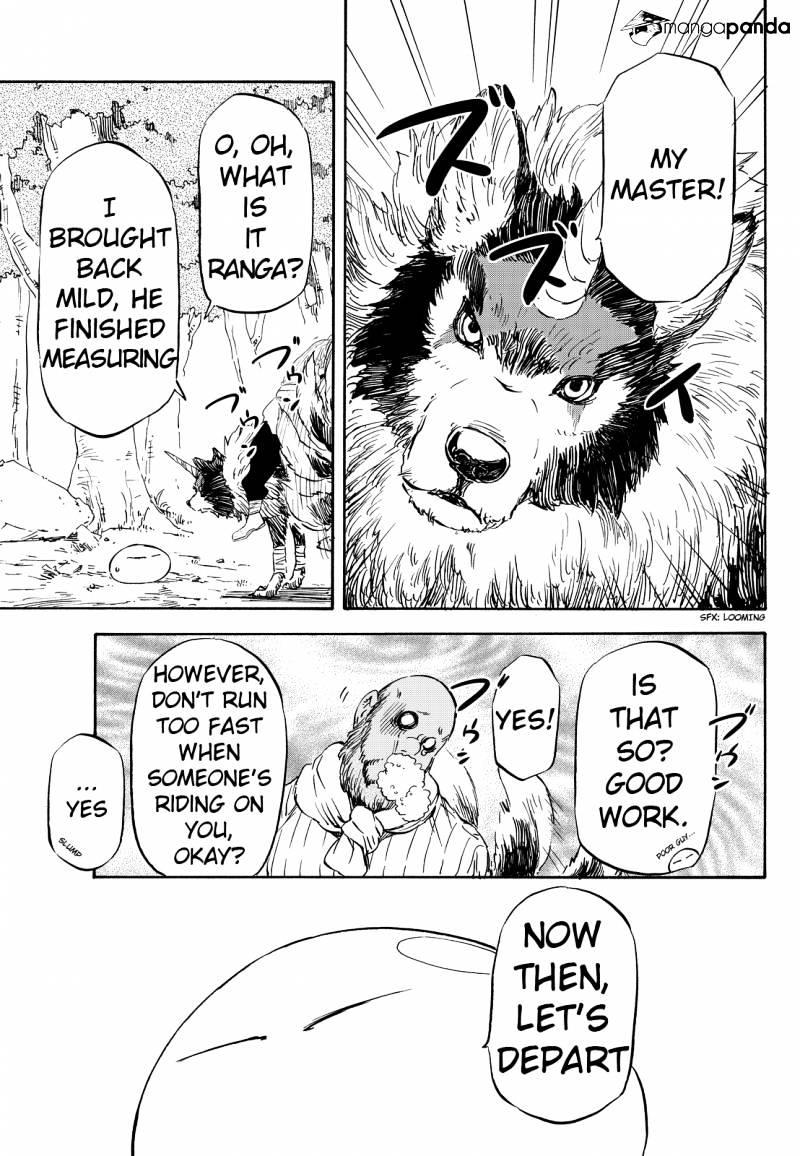 mangapanda
MY
MASTER!
ズ
ズ
ズイ
SFX: LOOMING
O, OH,
WHAT
IS
IT
RANGA?
I
BROUGHT
BACK
MILD, HE
FINISHED
MEASURING
IS
THAT
SO?
GOOD
WORK.
POOR GUY...
YES!
HOWEVER,
DON'T RUN
TOO FAST
WHEN
SOMEONE'S
RIDING ON
YOU,
OKAY?
...
YES
SLUMP
NOW
THEN,
LET'S
DEPART